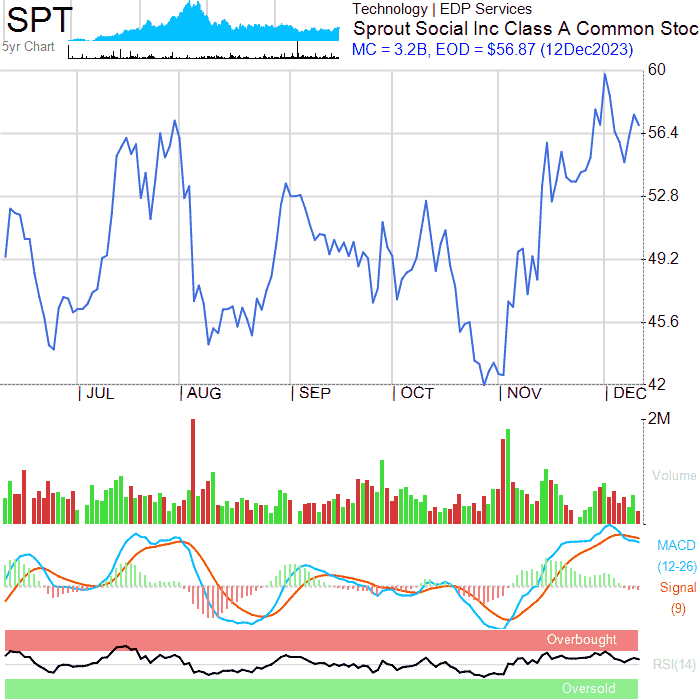 SPT
5yr Chart
Technology | EDP Services
Sprout Social Inc Class A Common Stoc
MC = 3.2B, EOD = $56.87 (12Dec2023)
60
56.4
52.8
49.2
45.6
42
JUL AUG SEP OCT NOV DEC
2M
Volume
MACD
(12-26)
Signal
(9)
Overbought
RSI(14)
Oversold